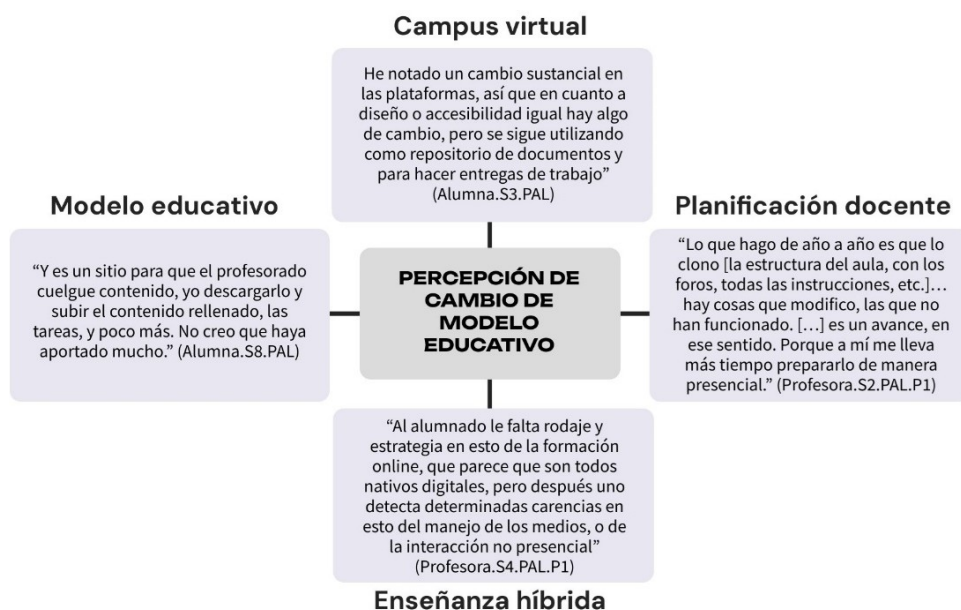 Campus virtual
He notado un cambio sustancial en
las plataformas, así que en cuanto a
diseño o accesibilidad igual hay algo
de cambio, pero se sigue utilizando
como repositorio de documentos y
para hacer entregas de trabajo”
(Alumna.S3.PAL)
Modelo educativo
“Y es un sitio para que el profesorado
cuelgue contenido, yo descargarlo y
subir el contenido rellenado, las
tareas, y poco más. No creo que haya
aportado mucho.” (Alumna.S8.PAL)
PERCEPCIÓN DE
CAMBIO DE
MODELO
EDUCATIVO
Planificación docente
“Lo que hago de año a año es que lo
clono [la estructura del aula, con los
foros, todas las instrucciones, etc.]…
hay cosas que modifico, las que no
han funcionado. […] es un avance, en
ese sentido. Porque a mí me lleva
más tiempo prepararlo de manera
presencial.” (Profesora.S2.PAL.P1)
“Al alumnado le falta rodaje y
estrategia en esto de la formación
online, que parece que son todos
nativos digitales, pero después uno
detecta determinadas carencias en
esto del manejo de los medios, o de
la interacción no presencial”
(Profesora.S4.PAL.P1)
Enseñanza híbrida